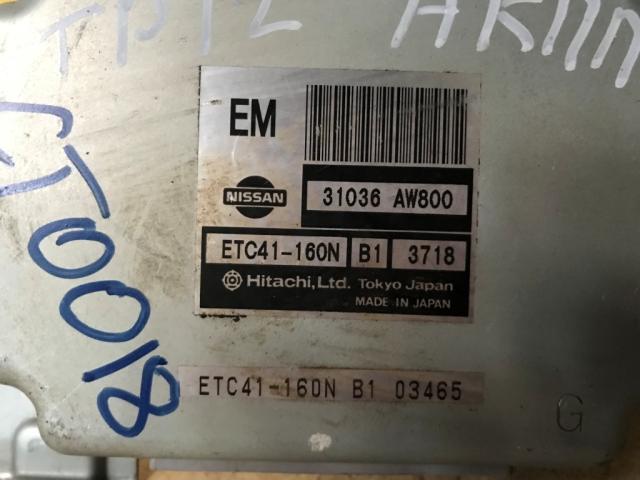 АКПП
EM
NISSAN
31036 AW800
ETC41-160N B1 3718
Hitachi, Ltd. Tokyo Japan
MADE IN JAPAN
ETC41-160N B1 03465
G